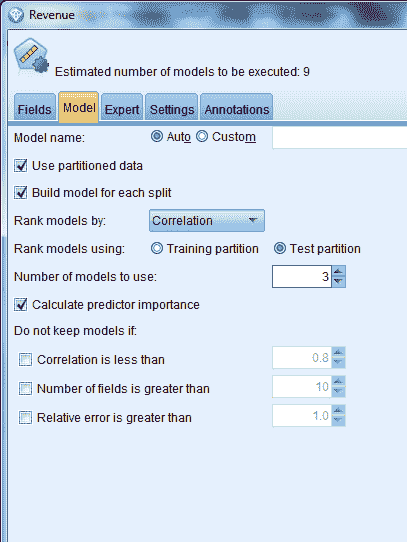 Revenue
Estimated number of models to be executed: 9
Fields Model Expert Settings Annotations
Model name: Auto Custom
Use partitioned data
Build model for each split
Rank models by: Correlation
Rank models using: Training partition Test partition
Number of models to use: 3
Calculate predictor importance
Do not keep models if:
Correlation is less than 0.8
Number of fields is greater than 10
Relative error is greater than 1.0